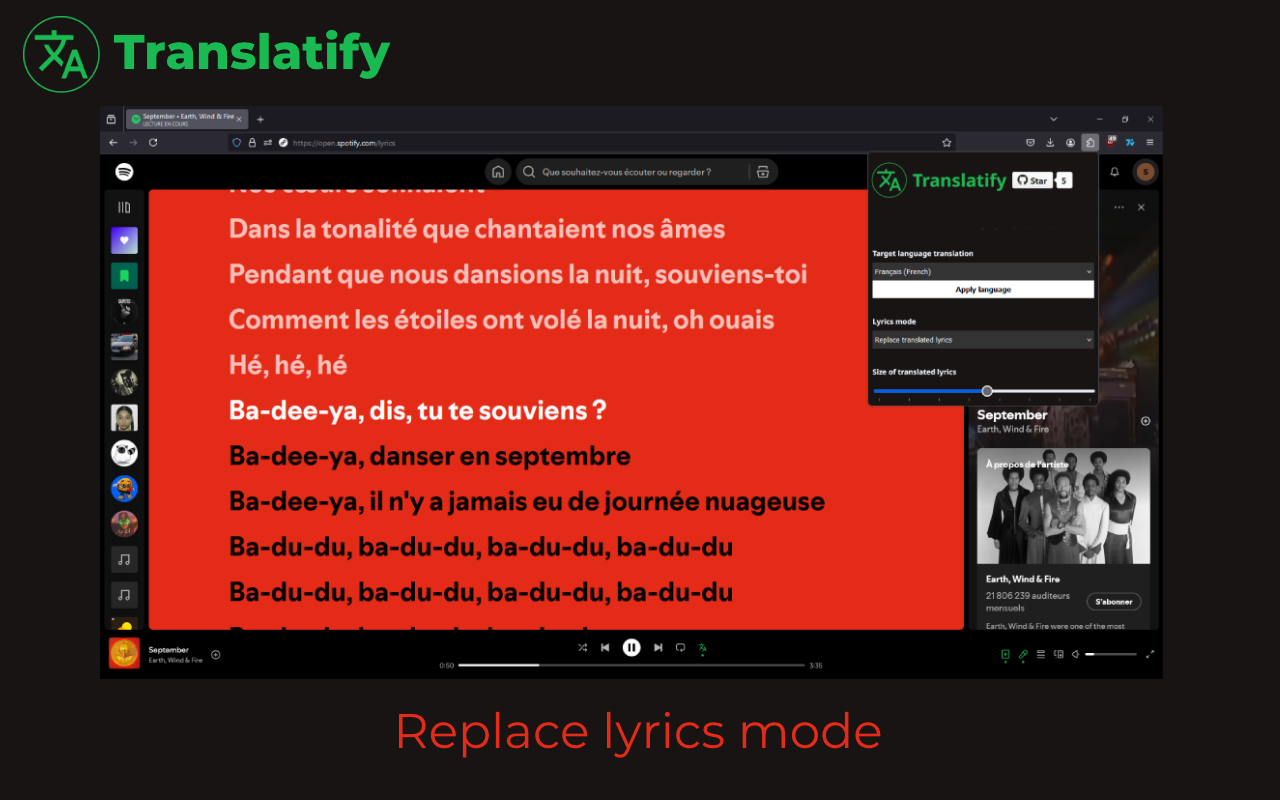 Translatify
September • Earth, Wind & Fire
LECTURE EN COURS
https://open.spotify.com/lyrics
Que souhaitez-vous écouter ou regarder ?
Translatify
Star
5
S
Dans la tonalité que chantaient nos âmes
Pendant que nous dansions la nuit, souviens-toi
Comment les étoiles ont volé la nuit, oh ouais
Hé, hé, hé
Ba-dee-ya, dis, tu te souviens ?
Ba-dee-ya, danser en septembre
Ba-dee-ya, il n'y a jamais eu de journée nuageuse
Ba-du-du, ba-du-du, ba-du-du, ba-du-du
Ba-du-du, ba-du-du, ba-du-du, ba-du-du
Target language translation
Français (French)
Apply language
Lyrics mode
Replace translated lyrics
Size of translated lyrics
September
Earth, Wind & Fire
À propos de l'artiste
Earth, Wind & Fire
21 806 239 auditeurs
mensuels
S'abonner
Earth, Wind & Fire were one of the most
September
Earth, Wind & Fire
0:50
3:35
Replace lyrics mode